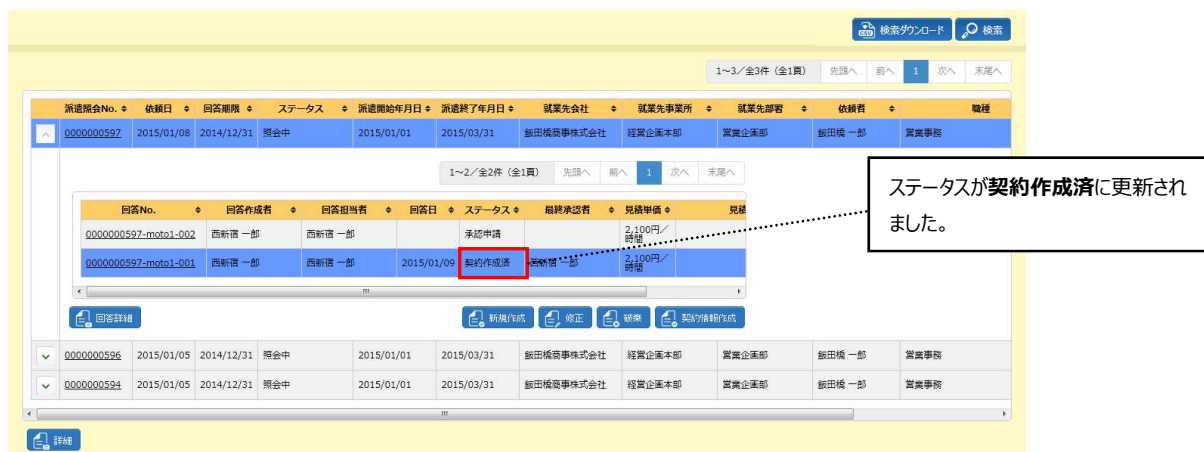 検索ダウンロード 検索
1～3／全3件（全1頁） 先頭へ 前へ 1 次へ 末尾へ
派遣照会No. 依頼日 回答期限 ステータス 派遣開始年月日 派遣終了年月日 就業先会社 就業先事業所 就業先部署 依頼者 職種
0000000597 2015/01/08 2014/12/31 照会中 2015/01/01 2015/03/31 飯田橋商事株式会社 経営企画本部 営業企画部 飯田橋 一郎 営業事務
1～2／全2件（全1頁） 先頭へ 前へ 1 次へ 末尾へ
回答No. 回答作成者 回答担当者 回答日 ステータス 最終承認者 見積単価 見積
0000000597-moto1-002 西新宿 一郎 西新宿 一郎 承認申請 2,100円／
時間
0000000597-moto1-001 西新宿 一郎 西新宿 一郎 2015/01/09 契約作成済 西新宿 一郎 2,100円／
時間
回答詳細 新規作成 修正 破棄 契約情報作成
0000000596 2015/01/05 2014/12/31 照会中 2015/01/01 2015/03/31 飯田橋商事株式会社 経営企画本部 営業企画部 飯田橋 一郎 営業事務
0000000594 2015/01/05 2014/12/31 照会中 2015/01/01 2015/03/31 飯田橋商事株式会社 経営企画本部 営業企画部 飯田橋 一郎 営業事務
詳細
ステータスが契約作成済に更新され
ました。